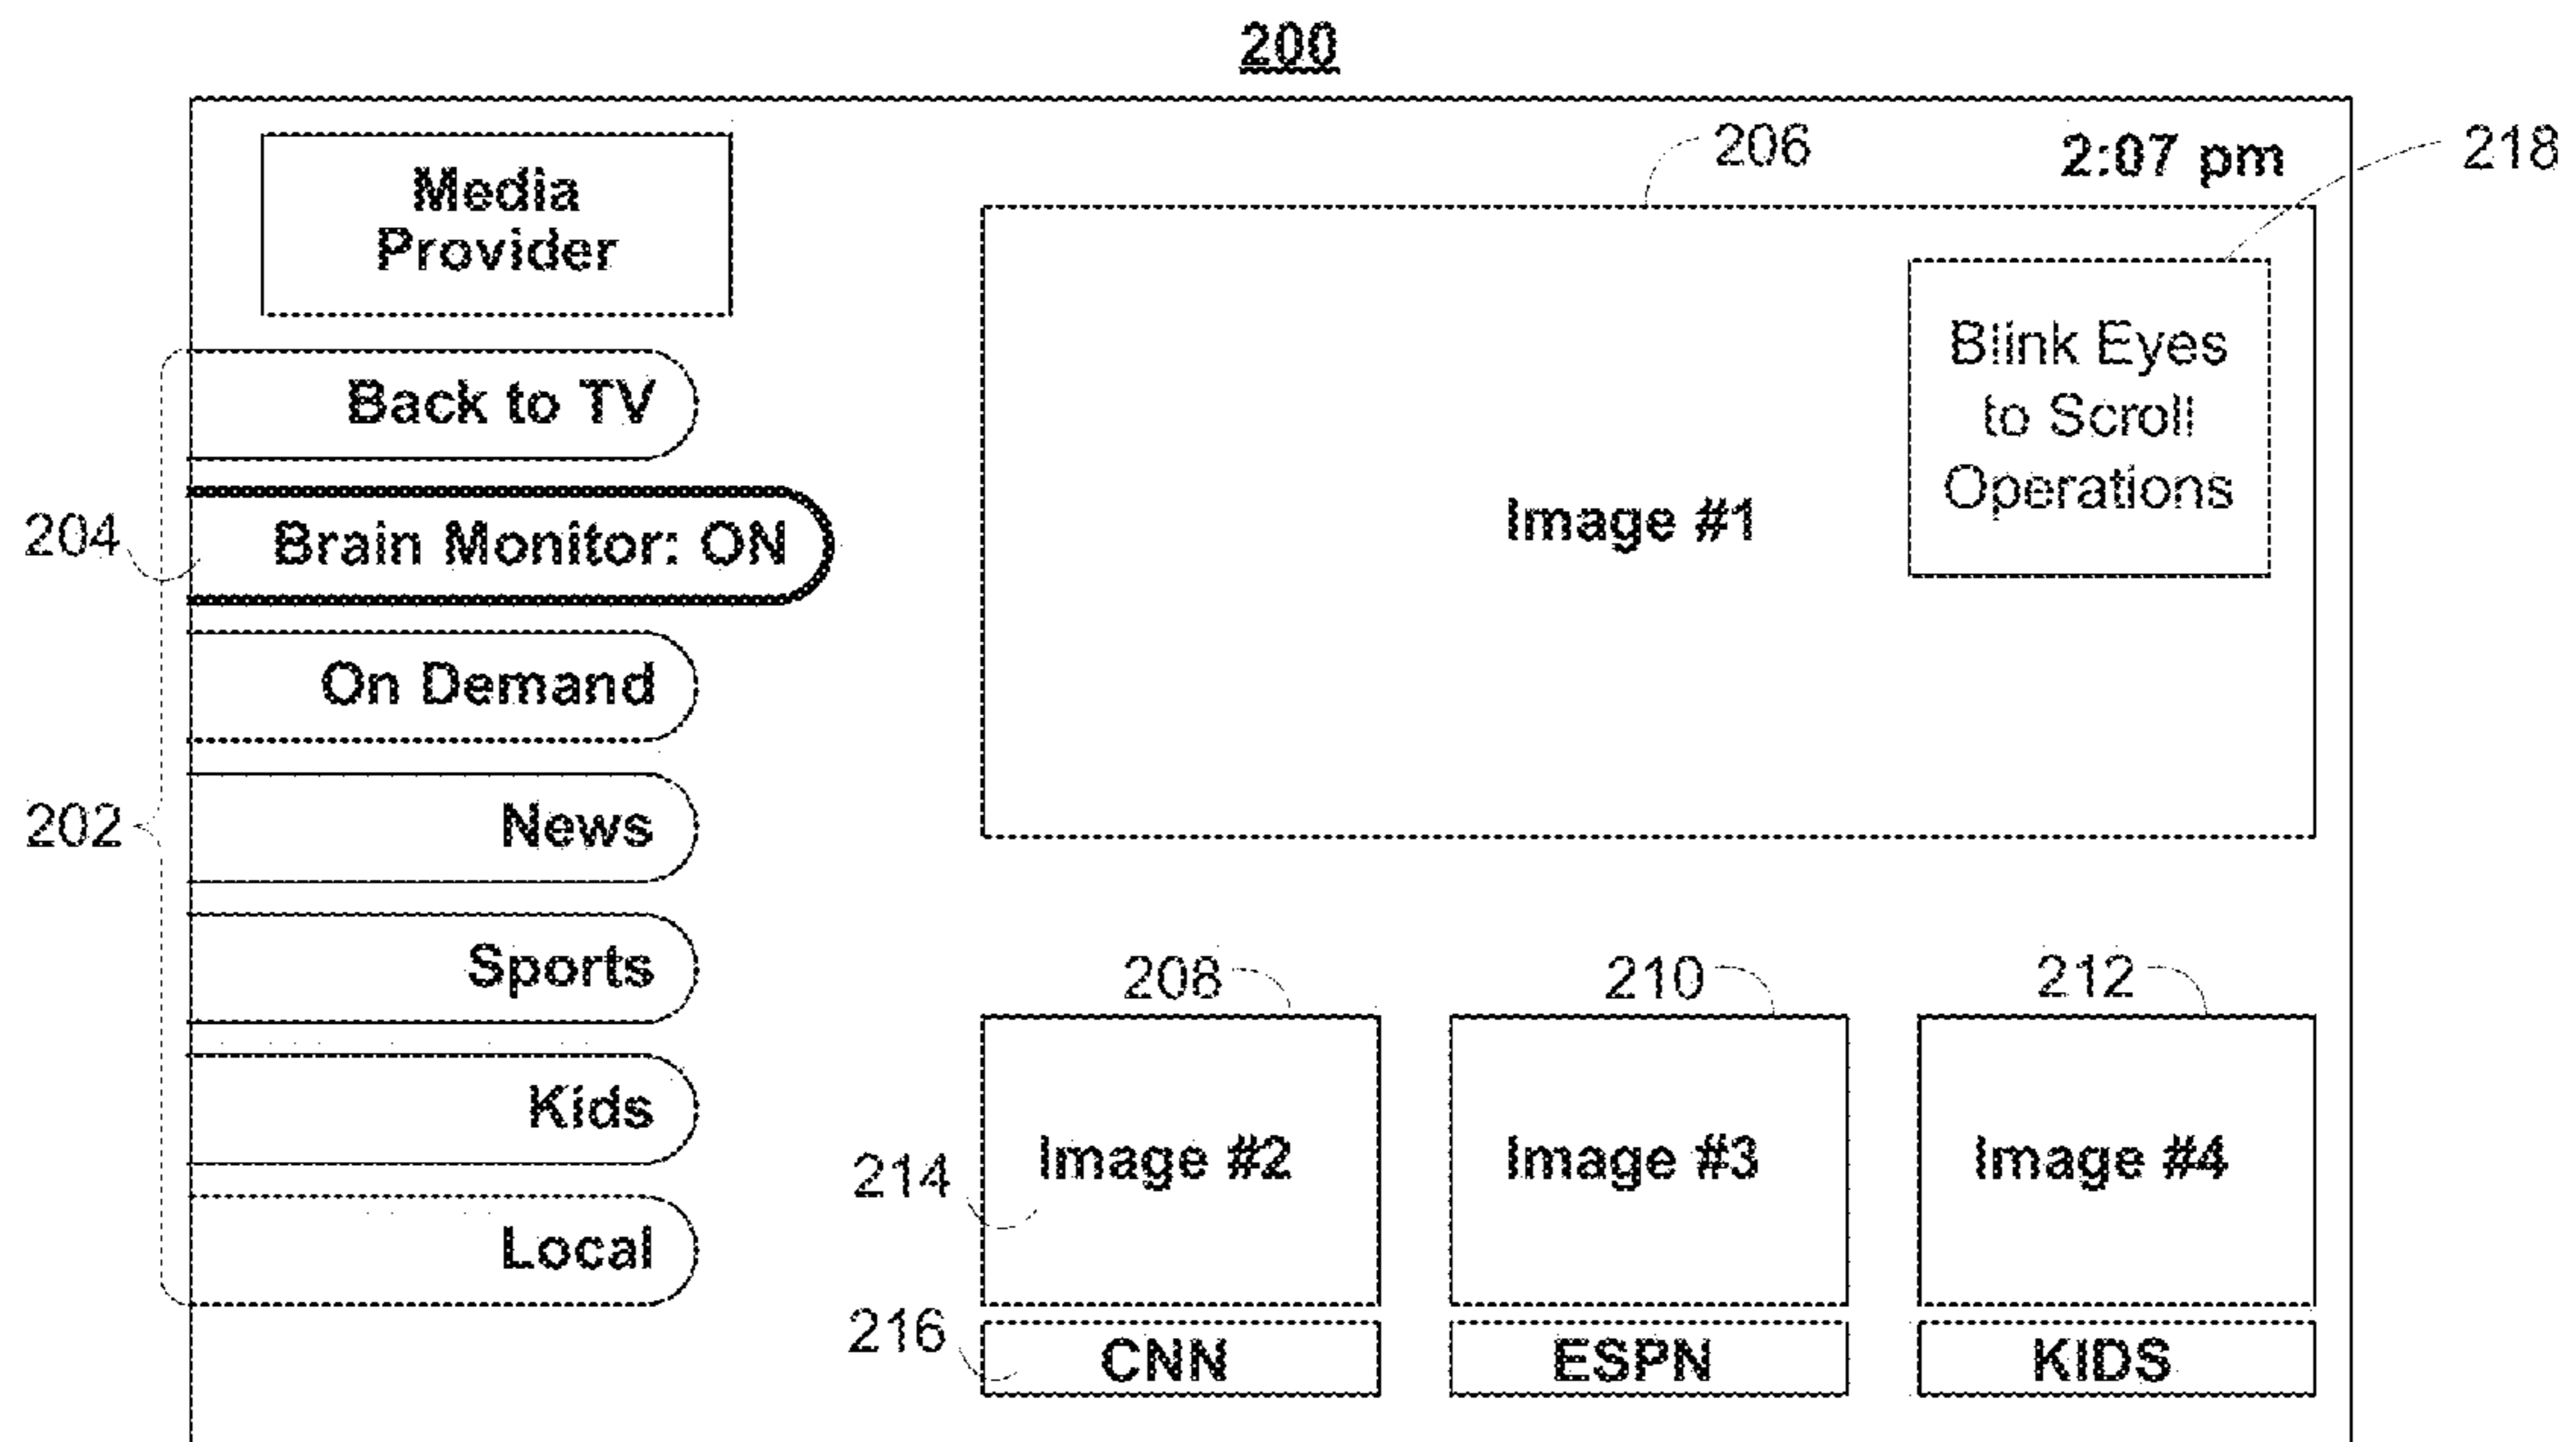 200
206
2:07 pm
218
Media
Provider
Blink Eyes
to Scroll
Operations
Back to TV
204
Brain Monitor: ON
Image #1
On Demand
202
News
Sports
208
210
212
Kids
214
Image #2
Image #3
Image #4
Local
216
CNN
ESPN
KIDS